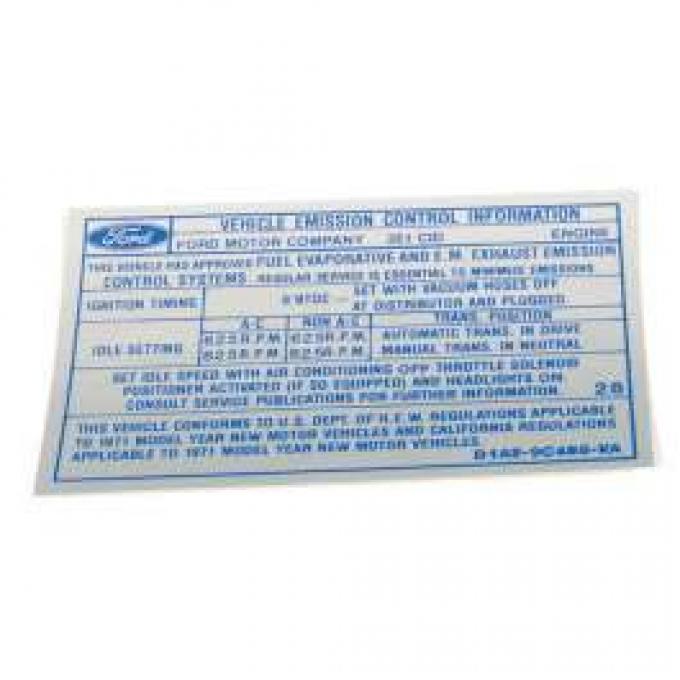 Ford
VEHICLE EMISSION CONTROL INFORMATION
FORD MOTOR COMPANY 351 CID ENGINE
THIS VEHICLE HAS APPROVED FUEL EVAPORATIVE AND E.M. EXHAUST EMISSION
CONTROL SYSTEMS REGULAR SERVICE IS ESSENTIAL TO MINIMUM EMISSIONS
IGNITION TIMING
SET WITH VACUUM HOSES OFF
AT DISTRIBUTOR AND PLUGGED
A-C NON A-C TRANS. POSITION
IDLE SETTING
625 R.P.M. 625 R.P.M. AUTOMATIC TRANS. IN DRIVE
825 R.P.M. 825 R.P.M. MANUAL TRANS. IN NEUTRAL
SET IDLE SPEED WITH AIR CONDITIONING OFF THROTTLE SOLENOID
POSITIONER ACTIVATED (IF SO EQUIPPED) AND HEADLIGHTS ON
CONSULT SERVICE PUBLICATIONS FOR FURTHER INFORMATION
THIS VEHICLE CONFORMS TO U.S. DEPT. OF H.E.W. REGULATIONS APPLICABLE
TO 1971 MODEL YEAR NEW MOTOR VEHICLES AND CALIFORNIA REGULATIONS
APPLICABLE TO 1971 MODEL YEAR NEW MOTOR VEHICLES.